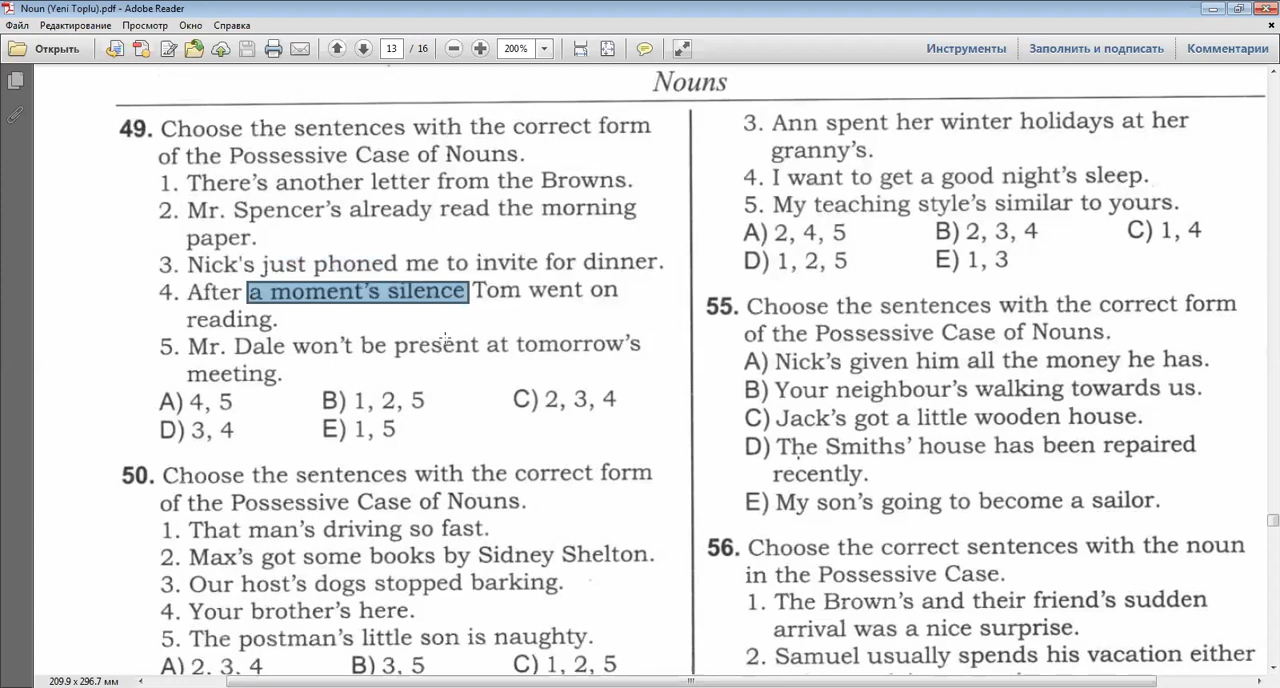 Noun (Yeni Toplu).pdf - Adobe Reader
Файл Редактирование Просмотр Окно Справка
Открыть 13 / 16 200% Инструменты Заполнить и подписать Комментарии
Nouns
49. Choose the sentences with the correct form
of the Possessive Case of Nouns.
1. There's another letter from the Browns.
2. Mr. Spencer's already read the morning
paper.
3. Nick's just phoned me to invite for dinner.
4. After a moment's silence Tom went on
reading.
5. Mr. Dale won't be present at tomorrow's
meeting.
A) 4, 5 B) 1, 2, 5 C) 2, 3, 4
D) 3, 4 E) 1, 5
50. Choose the sentences with the correct form
of the Possessive Case of Nouns.
1. That man's driving so fast.
2. Max's got some books by Sidney Shelton.
3. Our host's dogs stopped barking.
4. Your brother's here.
5. The postman's little son is naughty.
A) 2, 3, 4 B) 3, 5 C) 1, 2, 5
3. Ann spent her winter holidays at her
granny's.
4. I want to get a good night's sleep.
5. My teaching style's similar to yours.
A) 2, 4, 5 B) 2, 3, 4 C) 1, 4
D) 1, 2, 5 E) 1, 3
55. Choose the sentences with the correct form
of the Possessive Case of Nouns.
A) Nick's given him all the money he has.
B) Your neighbour's walking towards us.
C) Jack's got a little wooden house.
D) The Smiths' house has been repaired
recently.
E) My son's going to become a sailor.
56. Choose the correct sentences with the noun
in the Possessive Case.
1. The Brown's and their friend's sudden
arrival was a nice surprise.
2. Samuel usually spends his vacation either
209.9 x 296.7 мм